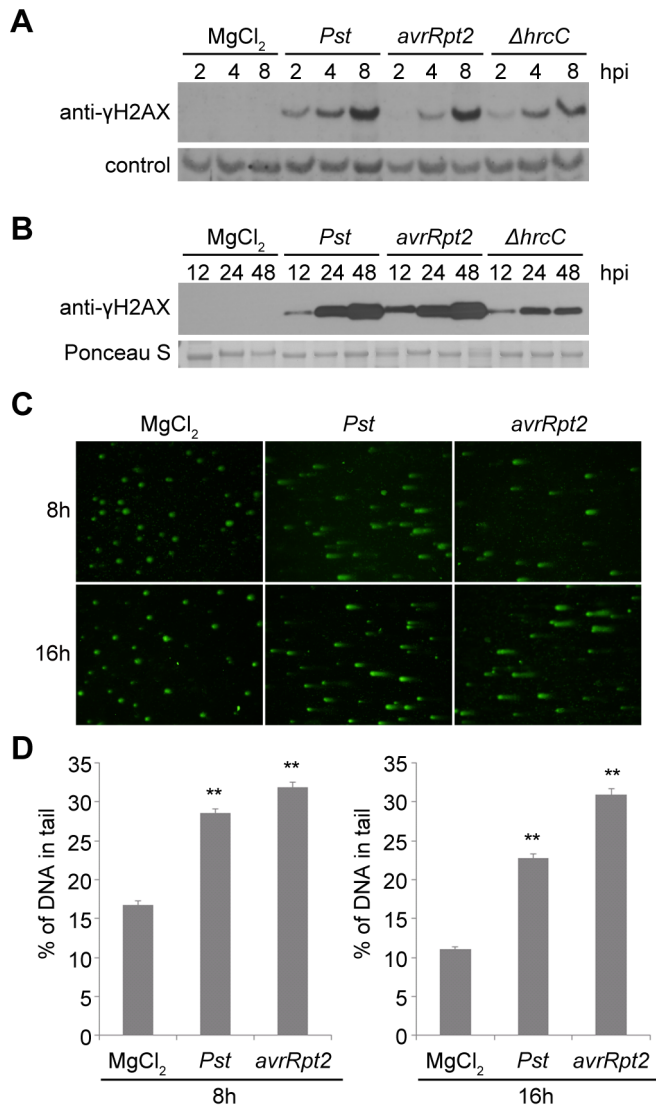 A
MgCl₂ Pst avrRpt2 ΔhrcC
2 4 8 2 4 8 2 4 8 2 4 8 hpi
anti-γH2AX
control
B
MgCl₂ Pst avrRpt2 ΔhrcC
12 24 48 12 24 48 12 24 48 12 24 48 hpi
anti-γH2AX
Ponceau S
C
MgCl₂ Pst avrRpt2
8h
16h
D
% of DNA in tail
35
30
25
20
15
10
5
0
** **
MgCl₂ Pst avrRpt2
8h
% of DNA in tail
35
30
25
20
15
10
5
0
** **
MgCl₂ Pst avrRpt2
16h